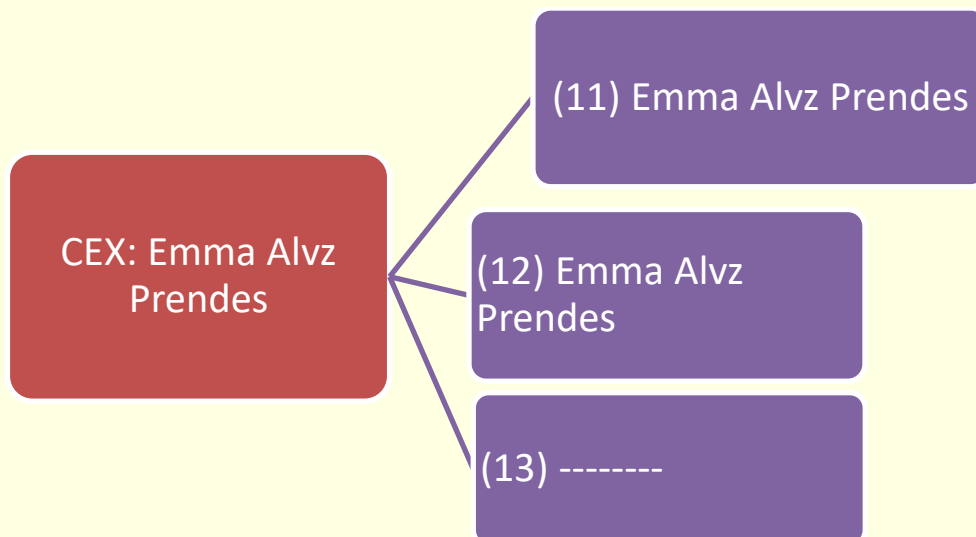 (11) Emma Alvz Prendes
CEX: Emma Alvz
Prendes
(12) Emma Alvz
Prendes
(13) --------